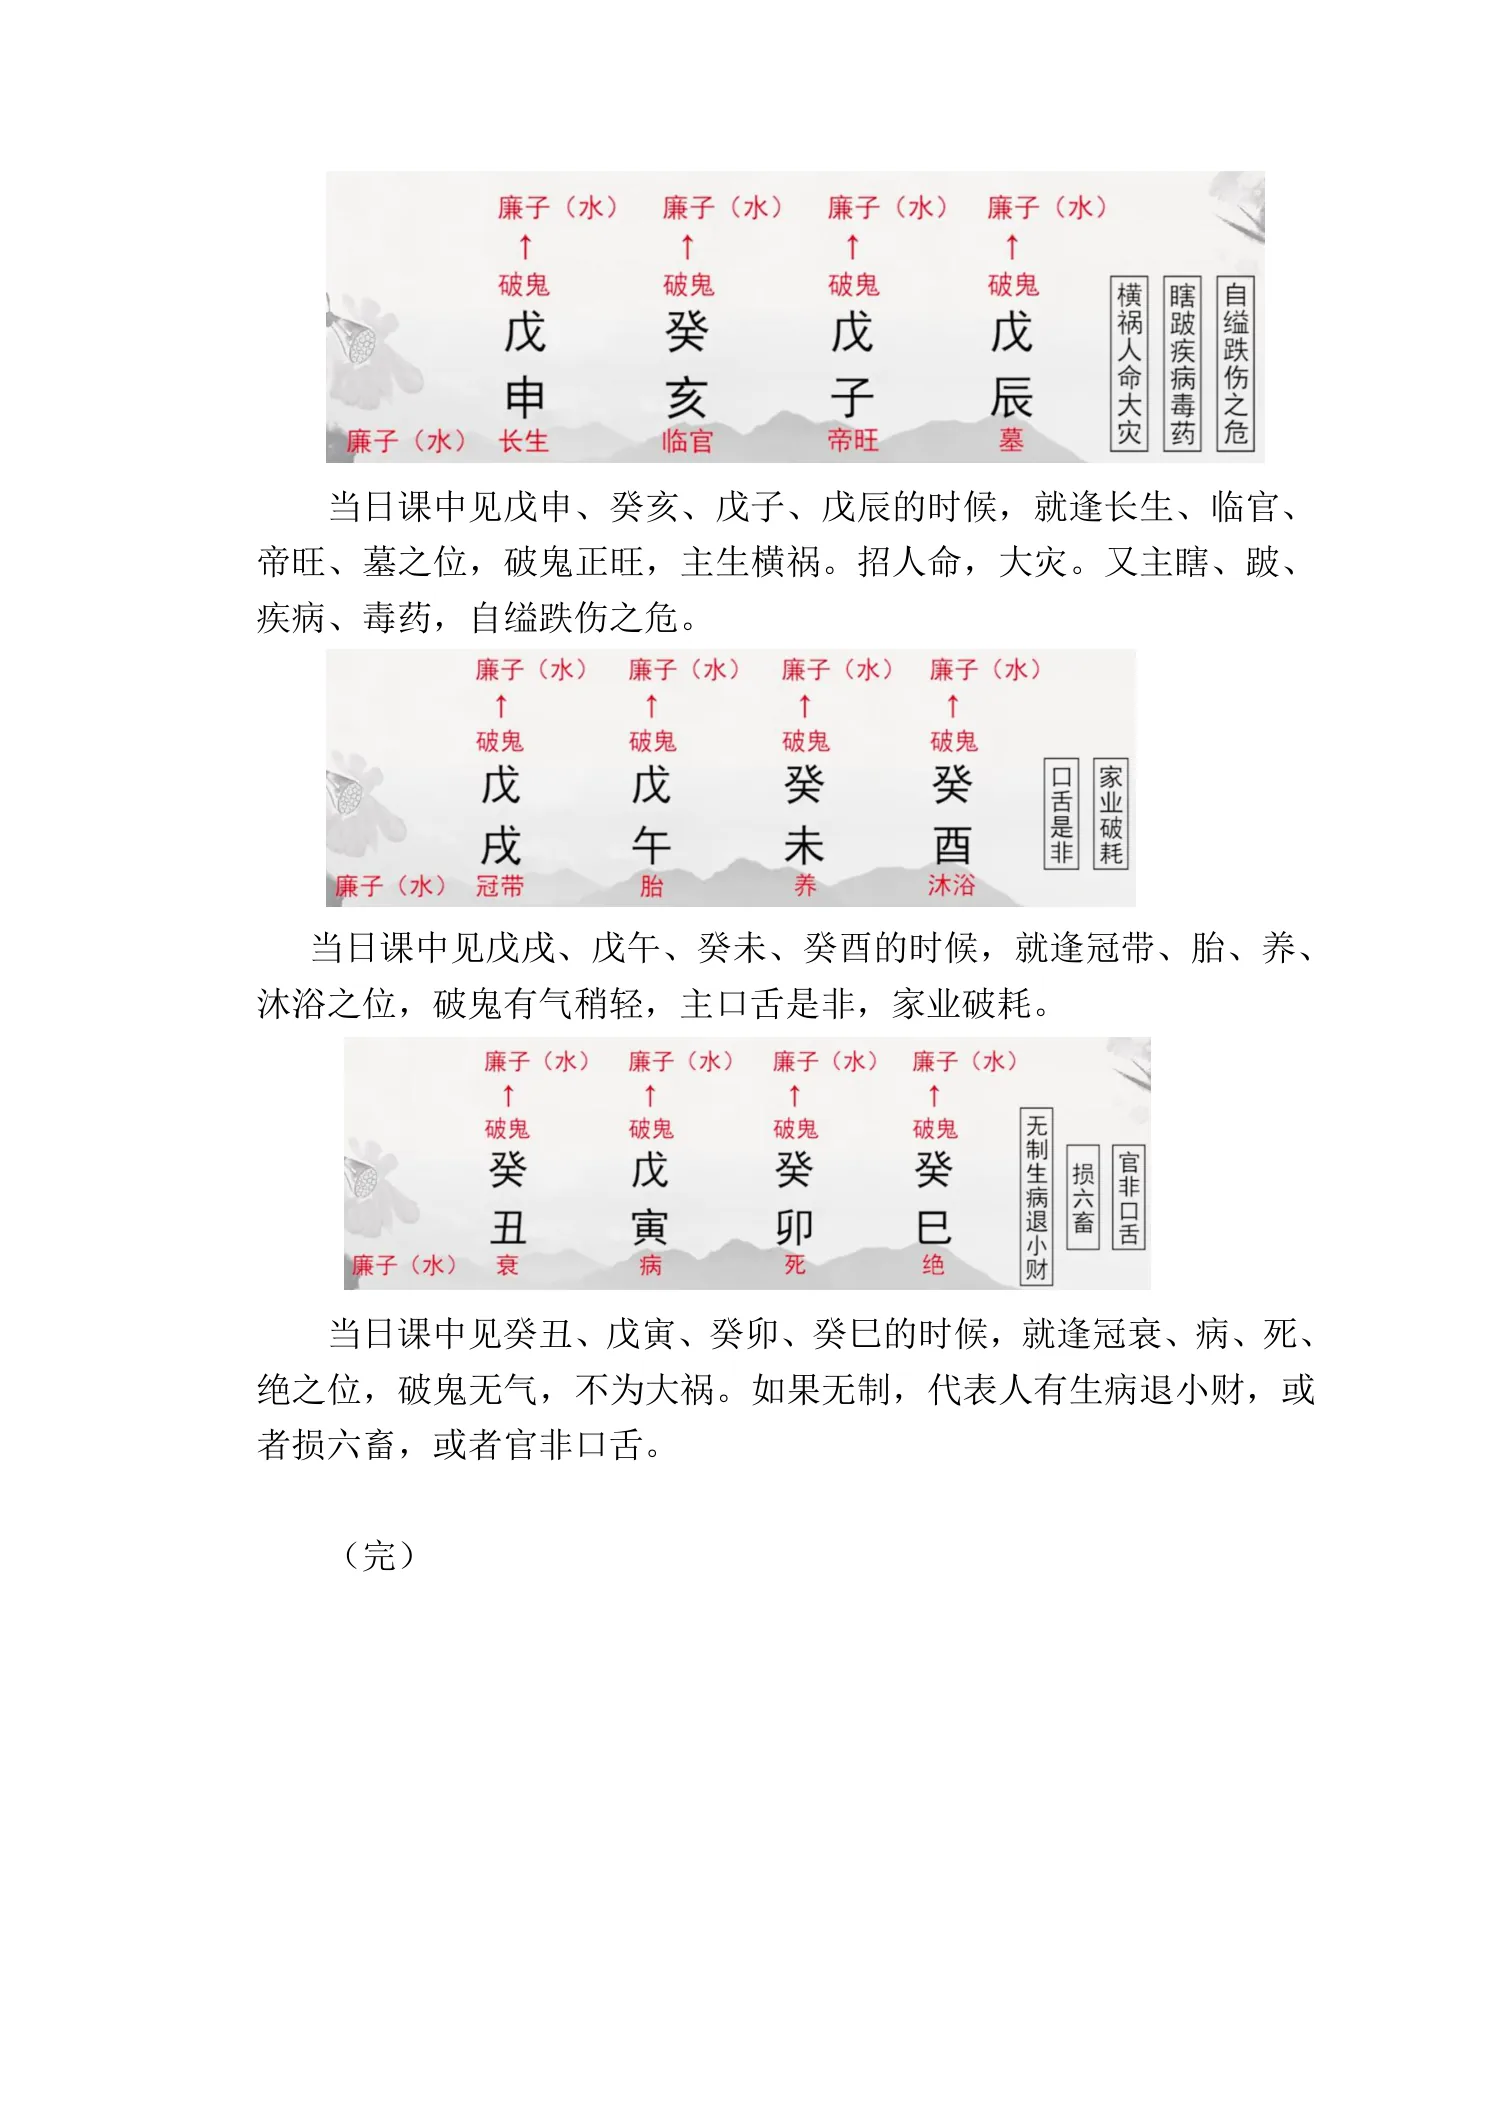 廉子（水） 廉子（水） 廉子（水） 廉子（水）
↑ ↑ ↑ ↑
破鬼 破鬼 破鬼 破鬼
戊 癸 戊 戊
申 亥 子 辰
廉子（水） 长生 临官 帝旺 墓
横祸人命大灾
瞎跛疾病毒药
自缢跌伤之危
当日课中见戊申、癸亥、戊子、戊辰的时候，就逢长生、临官、
帝旺、墓之位，破鬼正旺，主生横祸。招人命，大灾。又主瞎、跛、
疾病、毒药，自缢跌伤之危。
廉子（水） 廉子（水） 廉子（水） 廉子（水）
↑ ↑ ↑ ↑
破鬼 破鬼 破鬼 破鬼
戊 戊 癸 癸
戌 午 未 酉
廉子（水） 冠带 胎 养 沐浴
口舌是非
家业破耗
当日课中见戊戌、戊午、癸未、癸酉的时候，就逢冠带、胎、养、
沐浴之位，破鬼有气稍轻，主口舌是非，家业破耗。
廉子（水） 廉子（水） 廉子（水） 廉子（水）
↑ ↑ ↑ ↑
破鬼 破鬼 破鬼 破鬼
癸 戊 癸 癸
丑 寅 卯 巳
廉子（水） 衰 病 死 绝
无制生病退小财
损六畜
官非口舌
当日课中见癸丑、戊寅、癸卯、癸巳的时候，就逢冠衰、病、死、
绝之位，破鬼无气，不为大祸。如果无制，代表人有生病退小财，或
者损六畜，或者官非口舌。
（完）